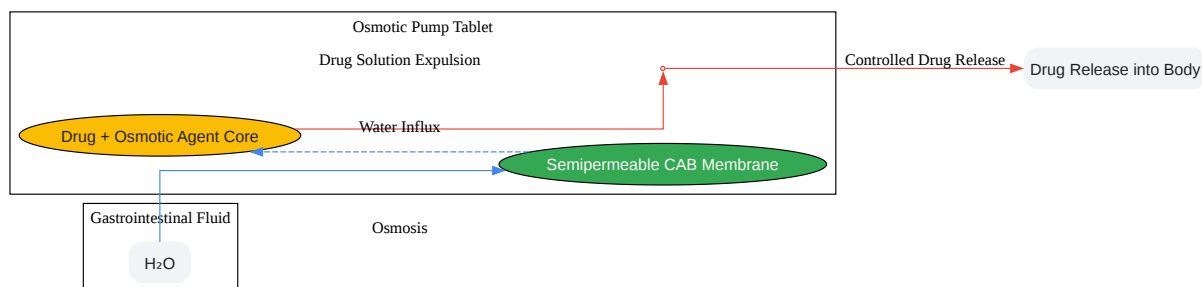 Osmotic Pump Tablet
Drug Solution Expulsion
Controlled Drug Release
Drug Release into Body
Drug + Osmotic Agent Core
Water Influx
Semipermeable CAB Membrane
Gastrointestinal Fluid
Osmosis
H₂O